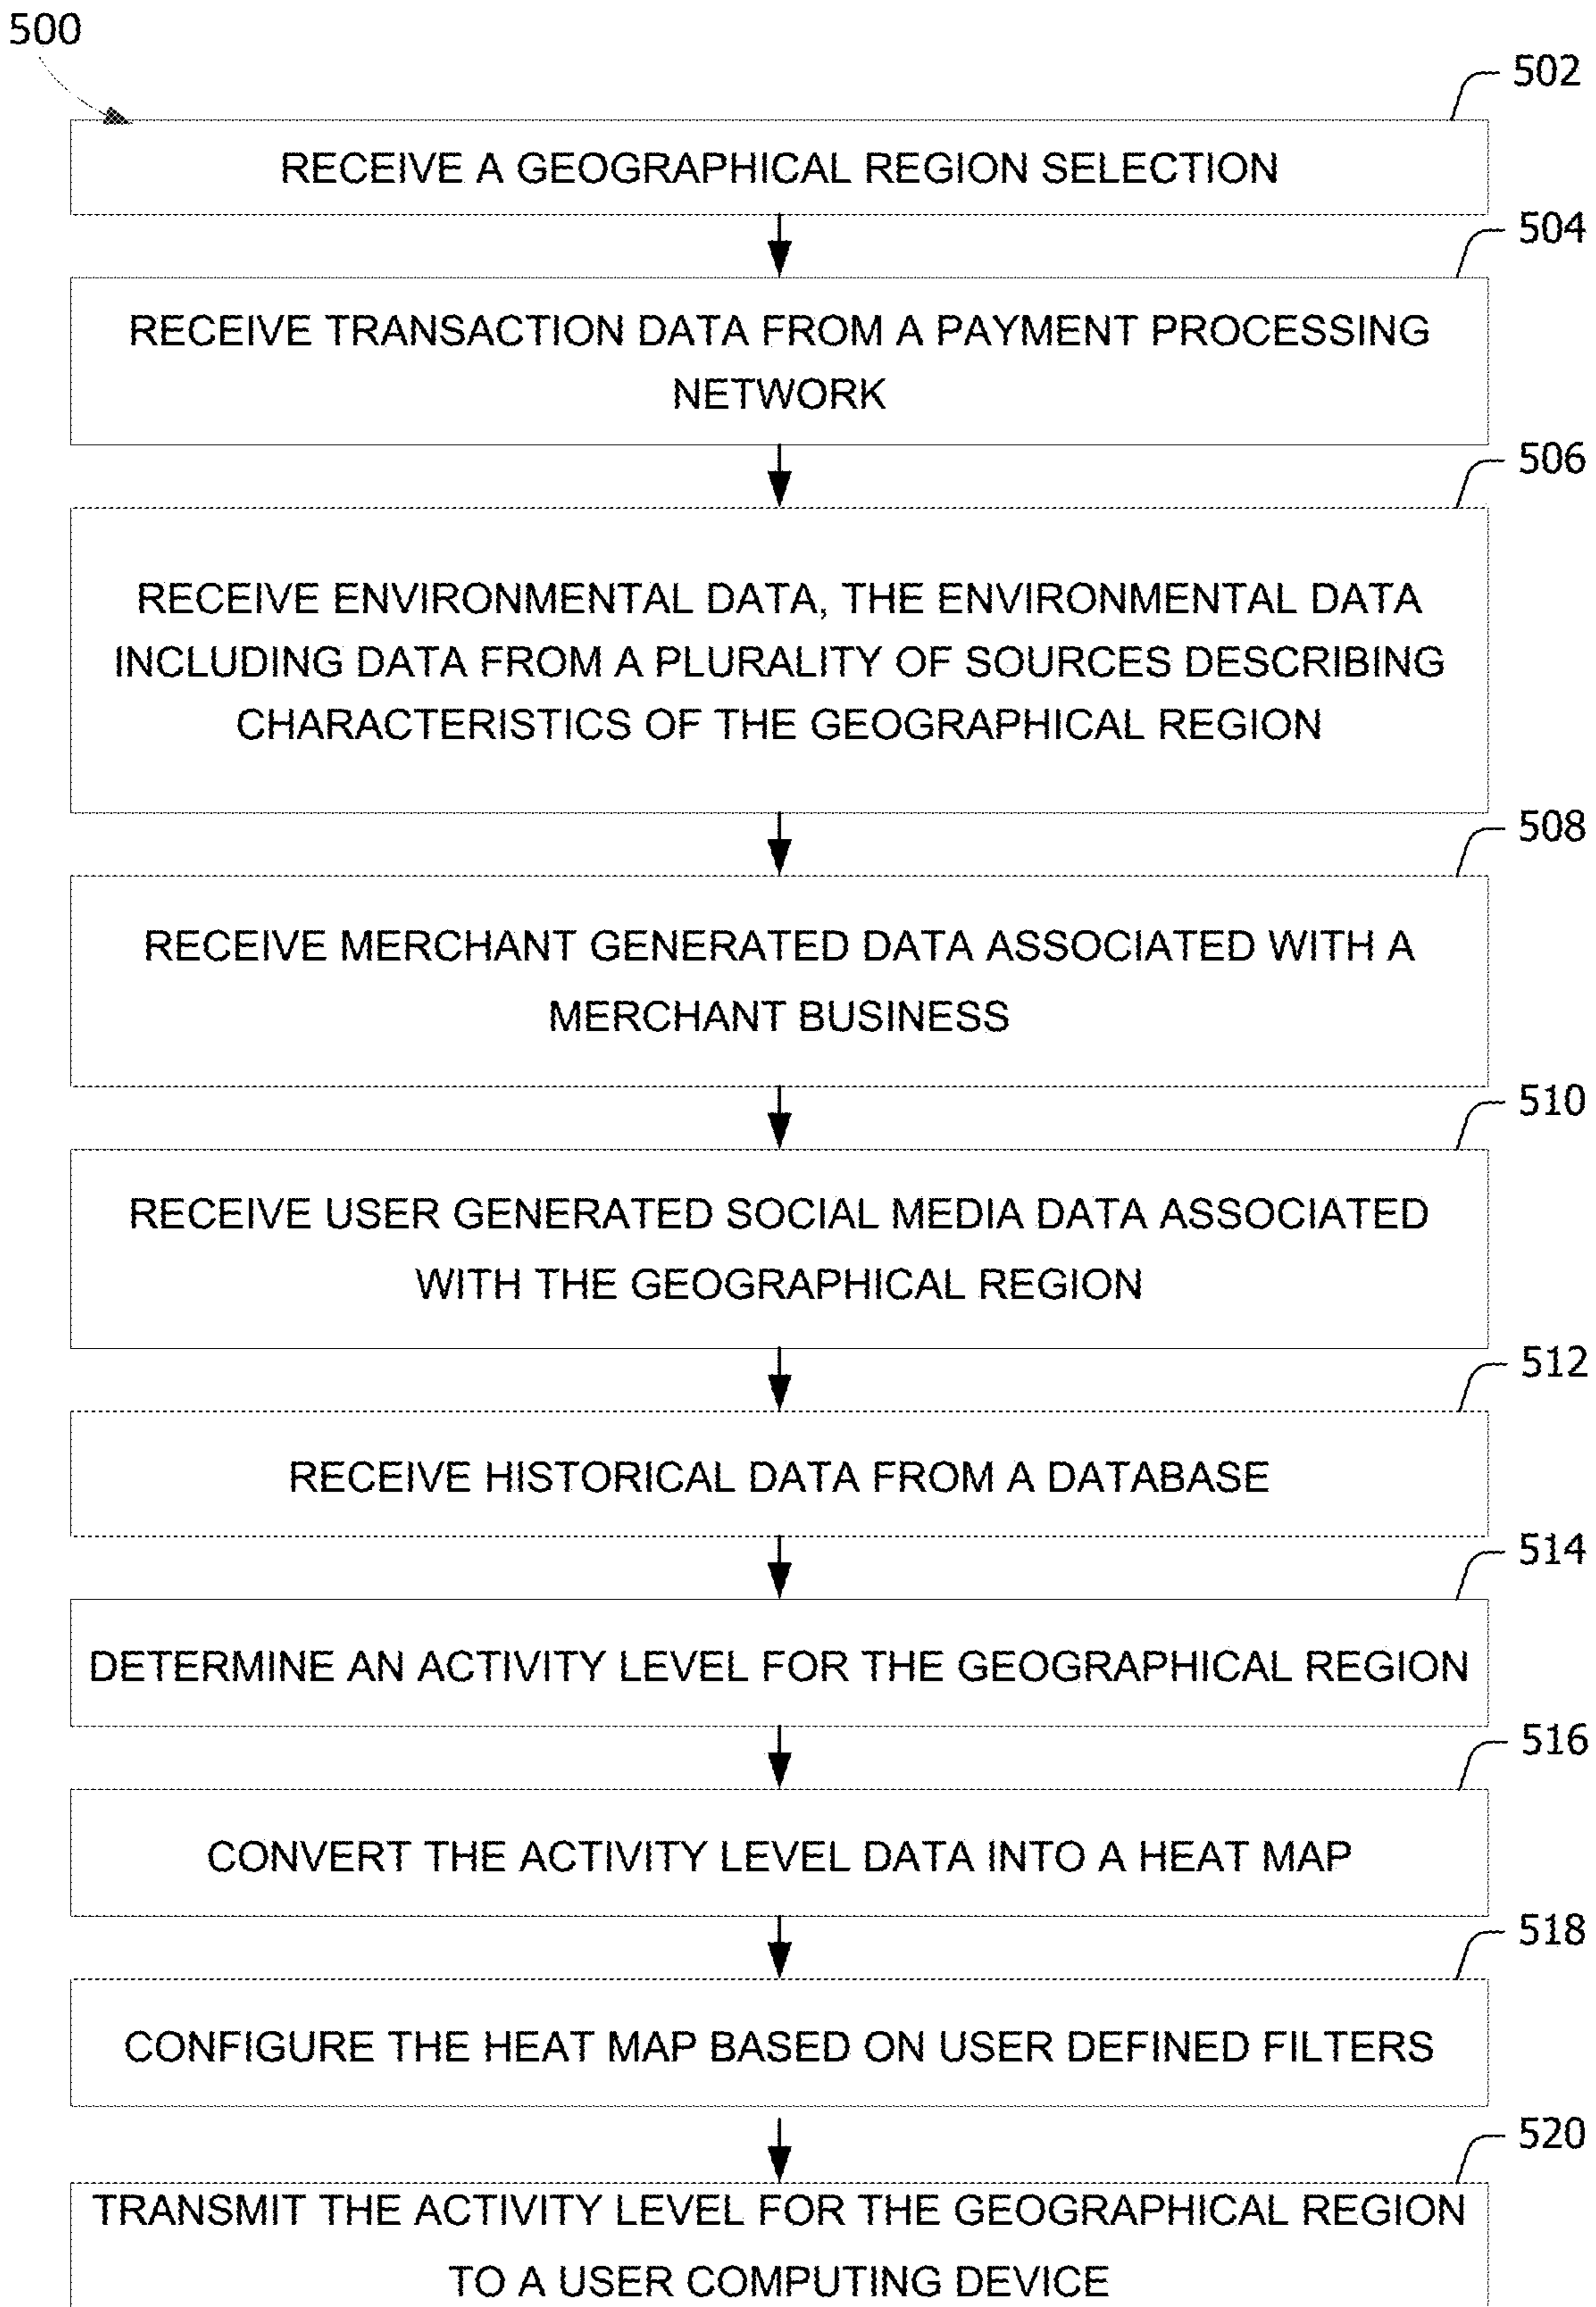 500
502
RECEIVE A GEOGRAPHICAL REGION SELECTION
504
RECEIVE TRANSACTION DATA FROM A PAYMENT PROCESSING
NETWORK
506
RECEIVE ENVIRONMENTAL DATA, THE ENVIRONMENTAL DATA
INCLUDING DATA FROM A PLURALITY OF SOURCES DESCRIBING
CHARACTERISTICS OF THE GEOGRAPHICAL REGION
508
RECEIVE MERCHANT GENERATED DATA ASSOCIATED WITH A
MERCHANT BUSINESS
510
RECEIVE USER GENERATED SOCIAL MEDIA DATA ASSOCIATED
WITH THE GEOGRAPHICAL REGION
512
RECEIVE HISTORICAL DATA FROM A DATABASE
514
DETERMINE AN ACTIVITY LEVEL FOR THE GEOGRAPHICAL REGION
516
CONVERT THE ACTIVITY LEVEL DATA INTO A HEAT MAP
518
CONFIGURE THE HEAT MAP BASED ON USER DEFINED FILTERS
520
TRANSMIT THE ACTIVITY LEVEL FOR THE GEOGRAPHICAL REGION
TO A USER COMPUTING DEVICE